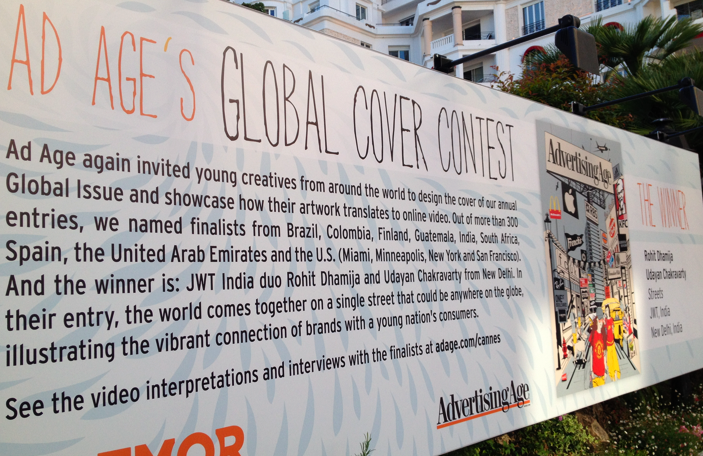 AD AGE'S GLOBAL COVER CONTEST
Ad Age again invited young creatives from around the world to design the cover of our annual
Global Issue and showcase how their artwork translates to online video. Out of more than 300
entries, we named finalists from Brazil, Colombia, Finland, Guatemala, India, South Africa,
Spain, the United Arab Emirates and the U.S. (Miami, Minneapolis, New York and San Francisco).
And the winner is: JWT India duo Rohit Dhamija and Udayan Chakravarty from New Delhi. In
their entry, the world comes together on a single street that could be anywhere on the globe,
illustrating the vibrant connection of brands with a young nation's consumers.
See the video interpretations and interviews with the finalists at adage.com/cannes
AdvertisingAge
AdvertisingAge
THE WINNER
Rohit Dhamija
Udayan Chakravarty
Streets
JWT, India
New Delhi, India